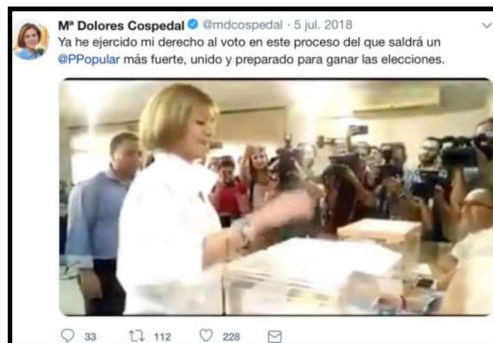 Mª Dolores Cospedal @mdcospedal · 5 jul. 2018
Ya he ejercido mi derecho al voto en este proceso del que saldrá un
@PPopular más fuerte, unido y preparado para ganar las elecciones.
33 112 228